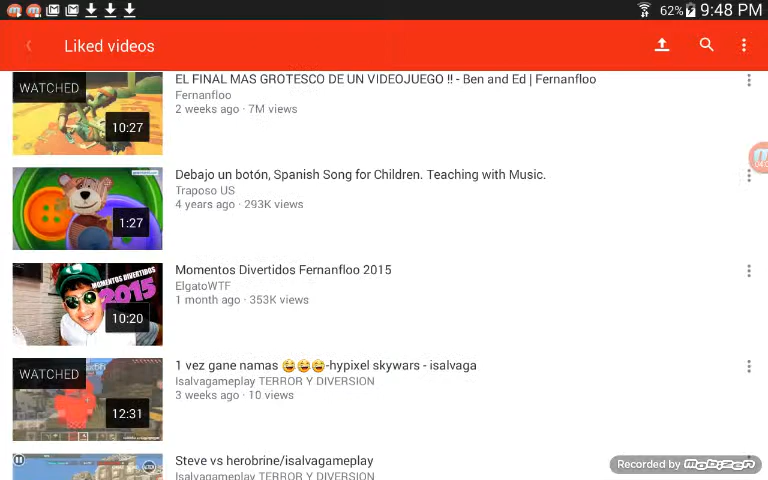 62% 9:48 PM
Liked videos
WATCHED
10:27
EL FINAL MAS GROTESCO DE UN VIDEOJUEGO !! - Ben and Ed | Fernanfloo
Fernanfloo
2 weeks ago · 7M views
1:27
Debajo un botón, Spanish Song for Children. Teaching with Music.
Traposo US
4 years ago · 293K views
MOMENTOS DIVERTIDOS
2015
10:20
Momentos Divertidos Fernanfloo 2015
ElgatoWTF
1 month ago · 353K views
WATCHED
12:31
1 vez gane namas 😂😂😂-hypixel skywars - isalvaga
Isalvagameplay TERROR Y DIVERSION
3 weeks ago · 10 views
Steve vs herobrine/isalvagameplay
Isalvagameplay TERROR Y DIVERSION
Recorded by mobizen